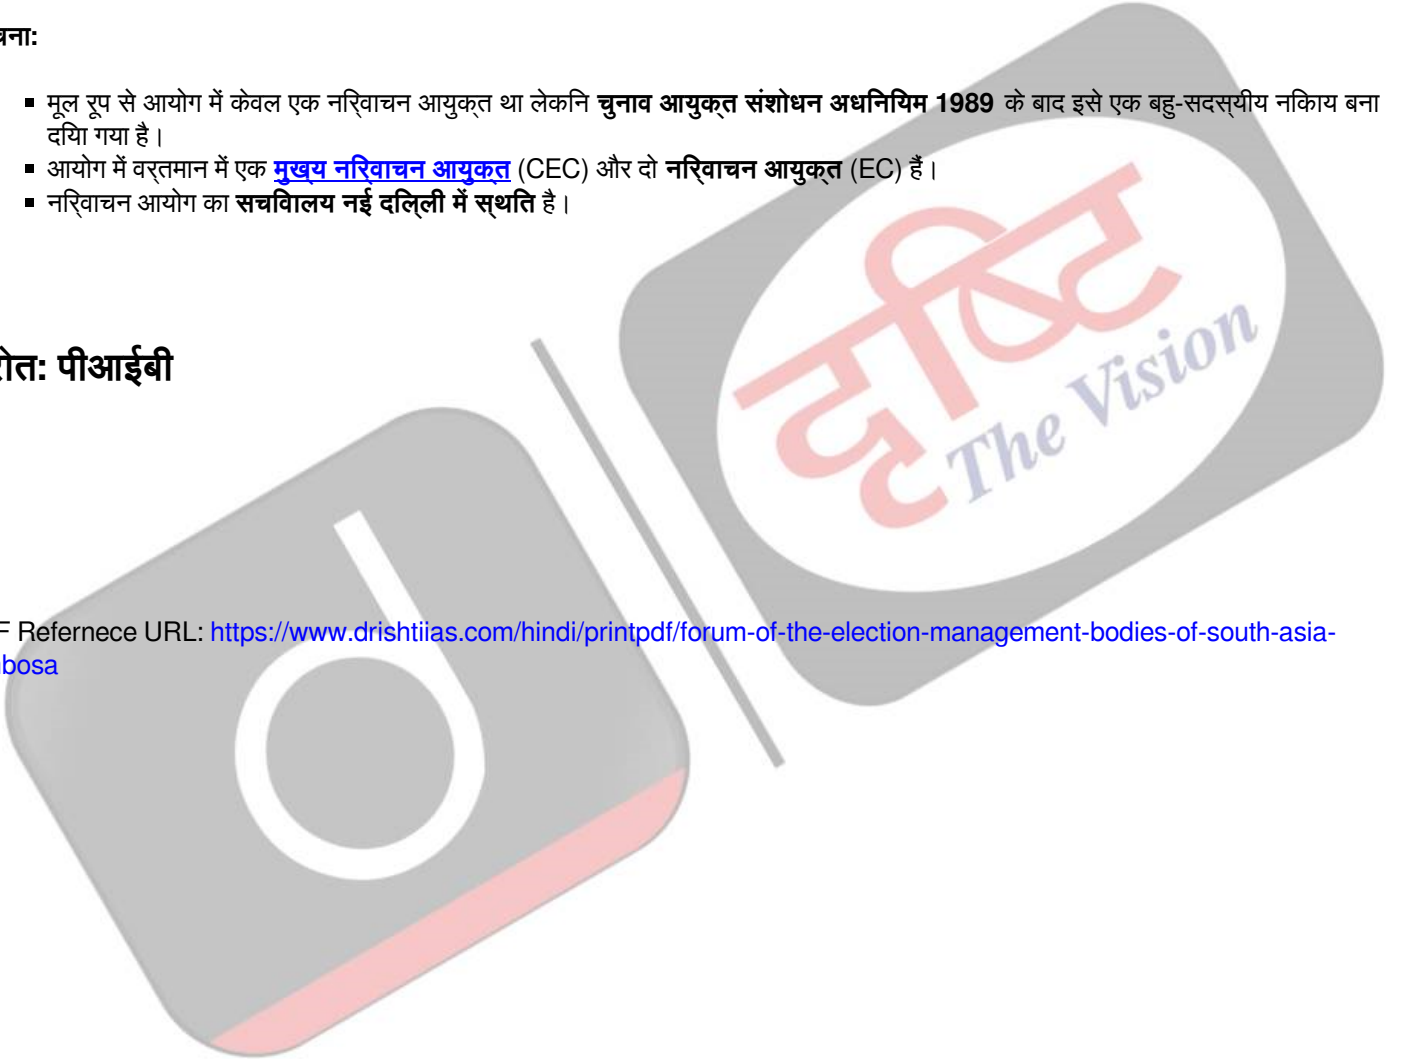 चना:
▪ मूल रूप से आयोग में केवल एक निर्वाचन आयुक्त था लेकिन चुनाव आयुक्त संशोधन अधिनियम 1989 के बाद इसे एक बहु-सदस्यीय निकाय बना
दिया गया है।
▪ आयोग में वर्तमान में एक मुख्य निर्वाचन आयुक्त (CEC) और दो निर्वाचन आयुक्त (EC) हैं।
▪ निर्वाचन आयोग का सचिवालय नई दिल्ली में स्थित है।
रोत: पीआईबी
F Refernece URL: https://www.drishtiias.com/hindi/printpdf/forum-of-the-election-management-bodies-of-south-asia-
bosa
दृष्टि
The Vision
d